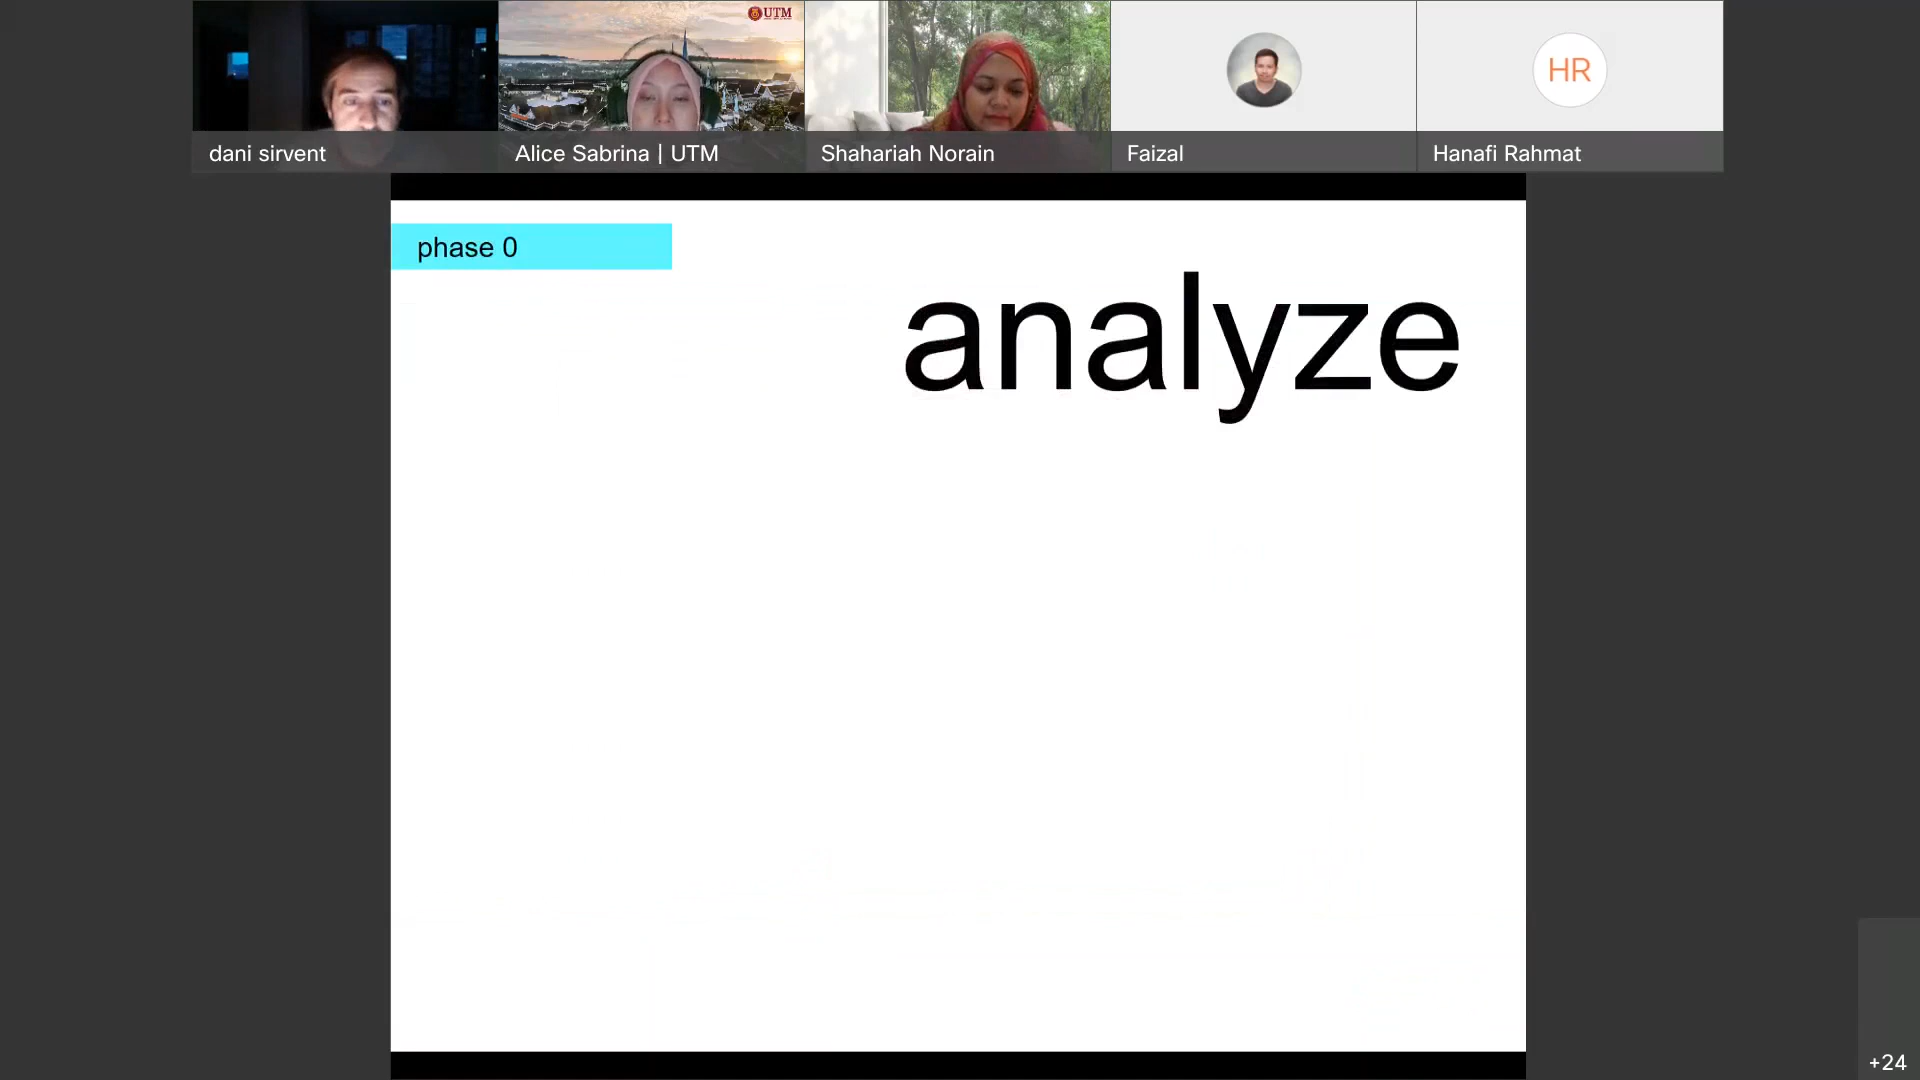 UTM
dani sirvent
Alice Sabrina | UTM
Shahariah Norain
Faizal
HR
Hanafi Rahmat
phase 0
analyze
+24